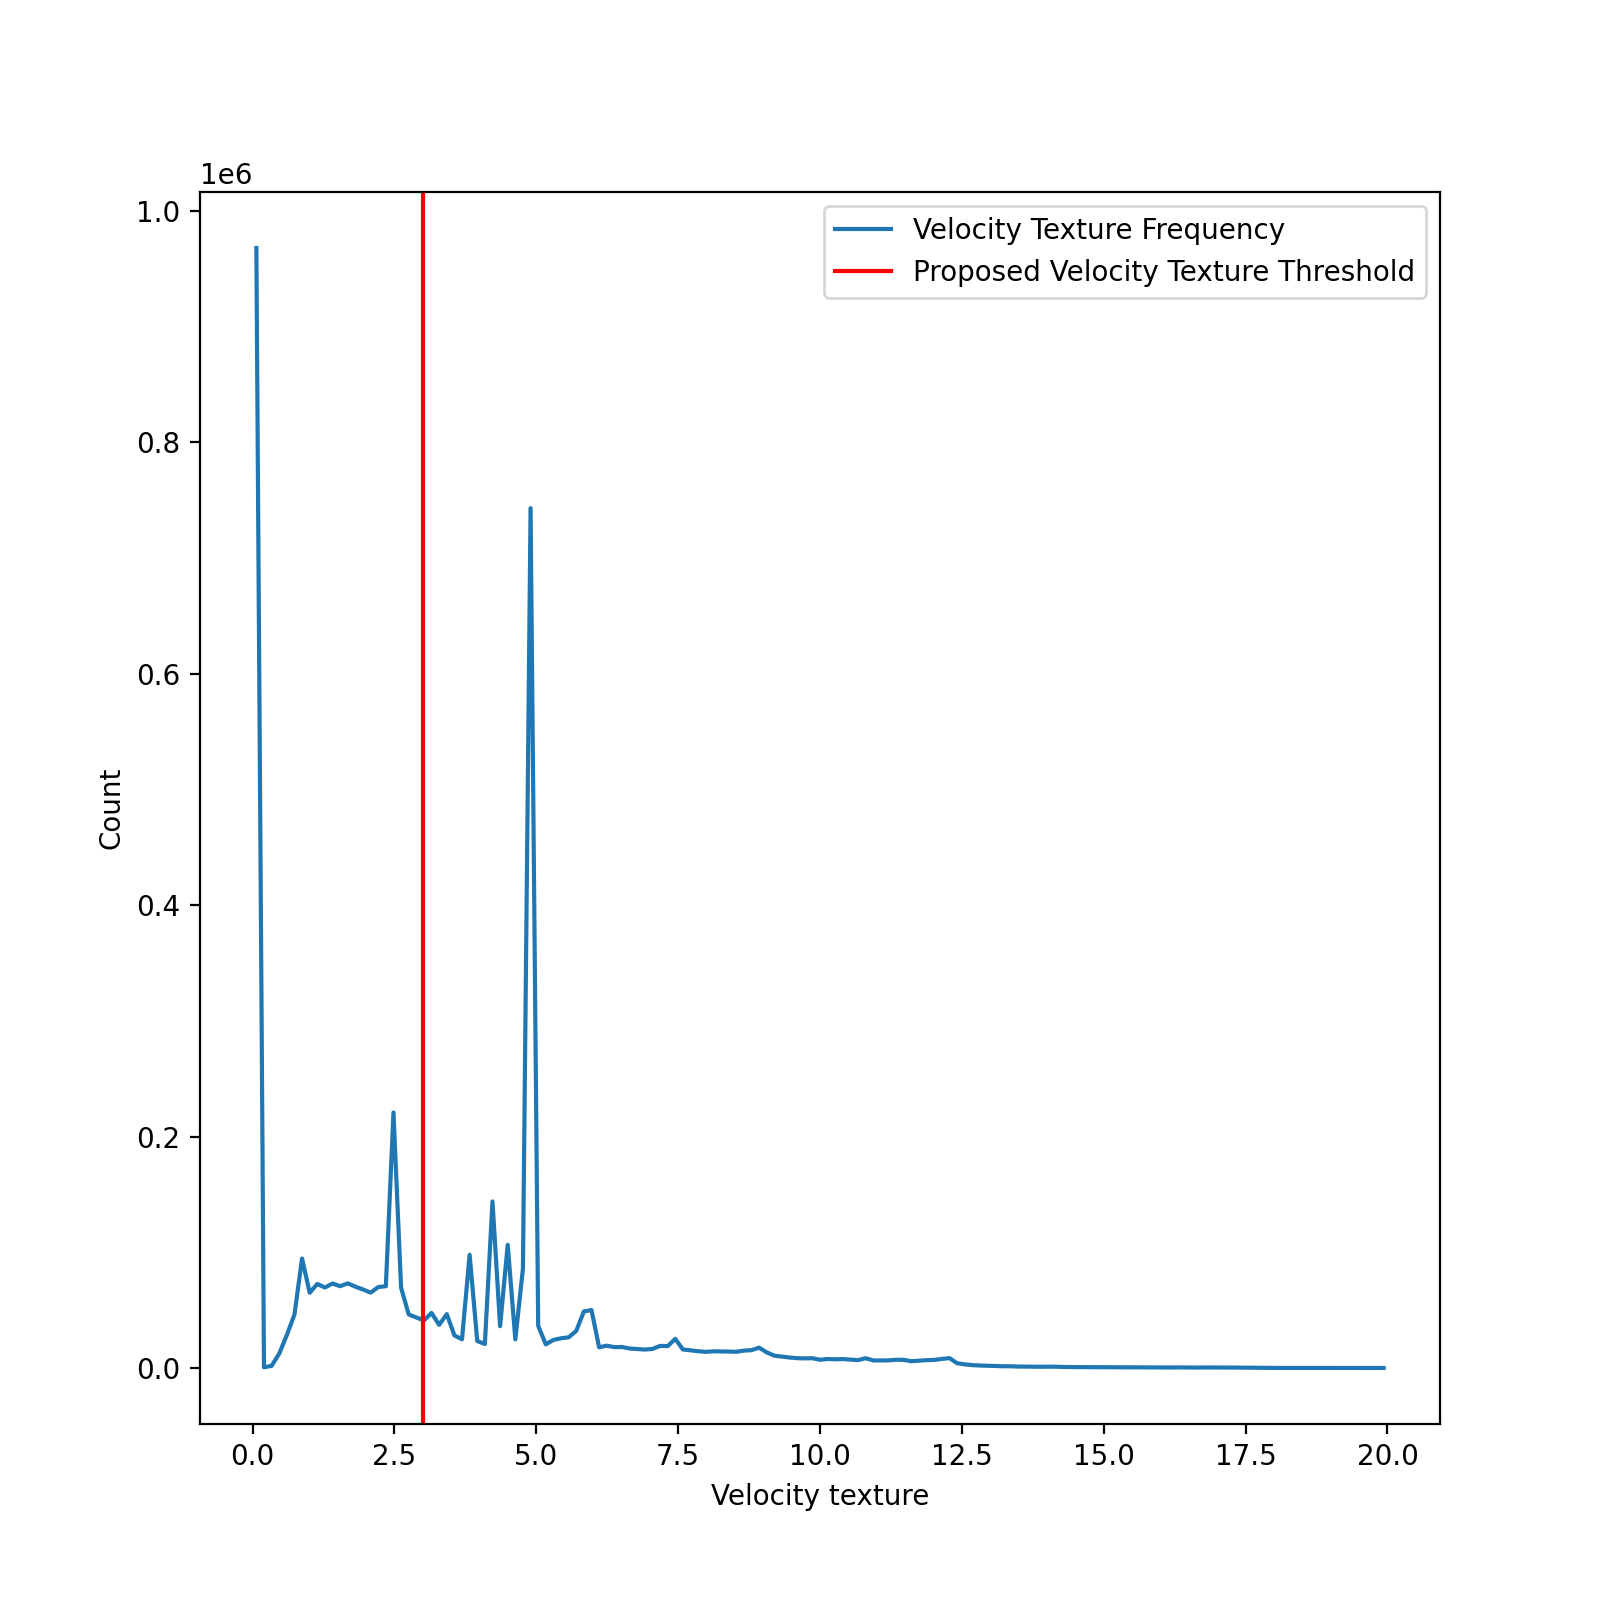 1e6
1.0
0.8
0.6
0.4
0.2
0.0
Count
Velocity Texture Frequency
Proposed Velocity Texture Threshold
0.0 2.5 5.0 7.5 10.0 12.5 15.0 17.5 20.0
Velocity texture